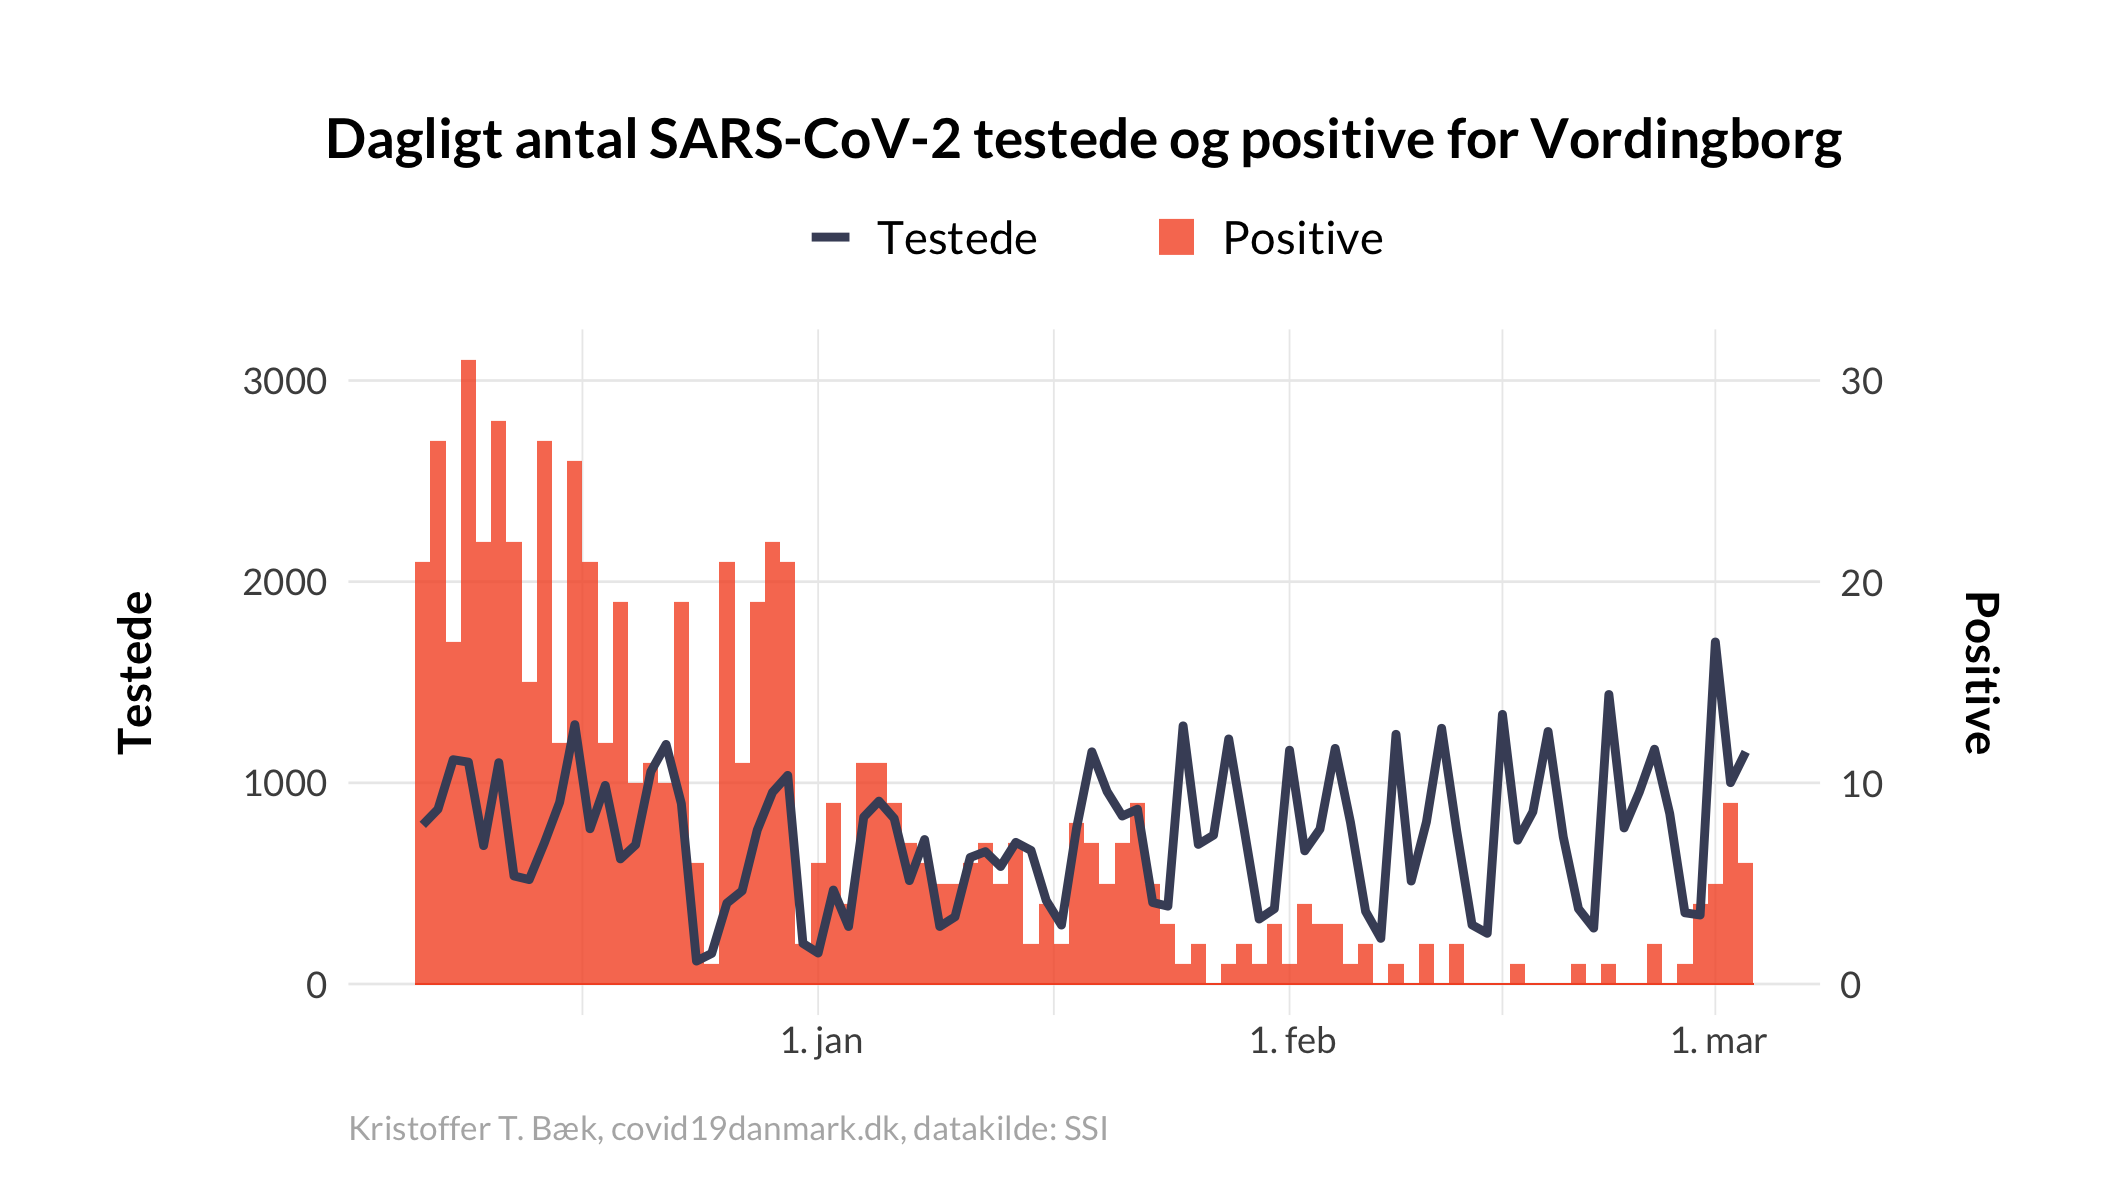 Dagligt antal SARS-CoV-2 testede og positive for Vordingborg
Testede
Positive
3000
2000
1000
0
Testede
30
20
10
0
Positive
1. jan
1. feb
1. mar
Kristoffer T. Bæk, covid19danmark.dk, datakilde: SSI